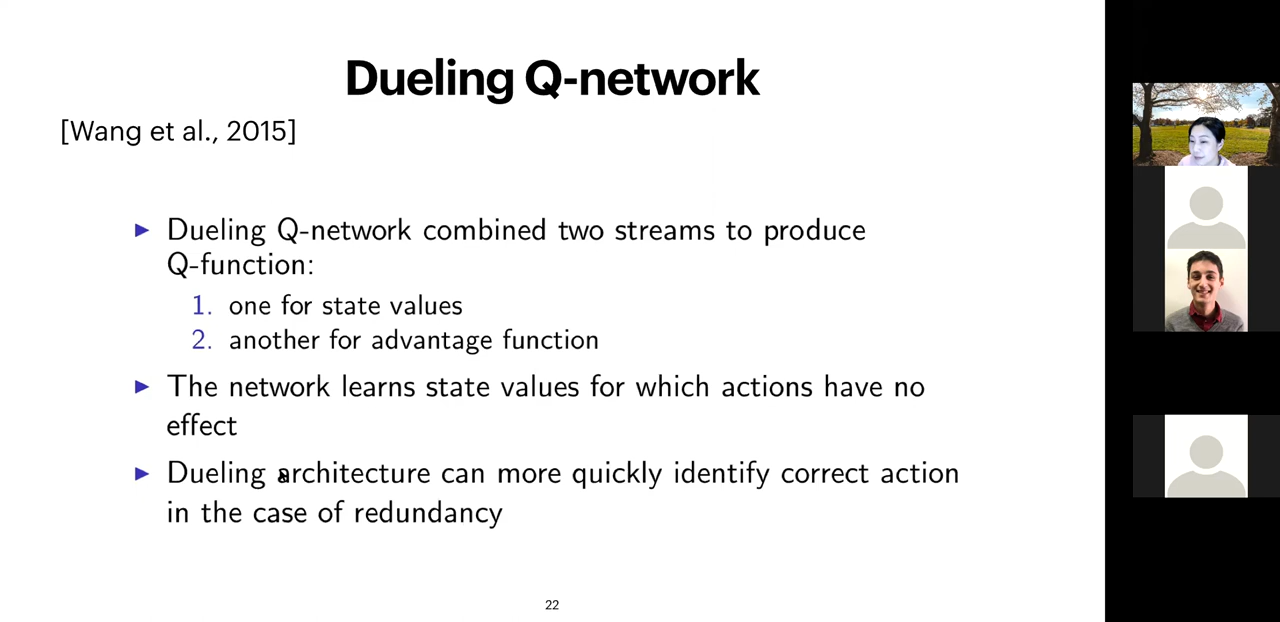 Dueling Q-network
[Wang et al., 2015]
▶ Dueling Q-network combined two streams to produce
Q-function:
1. one for state values
2. another for advantage function
▶ The network learns state values for which actions have no
effect
▶ Dueling architecture can more quickly identify correct action
in the case of redundancy
22